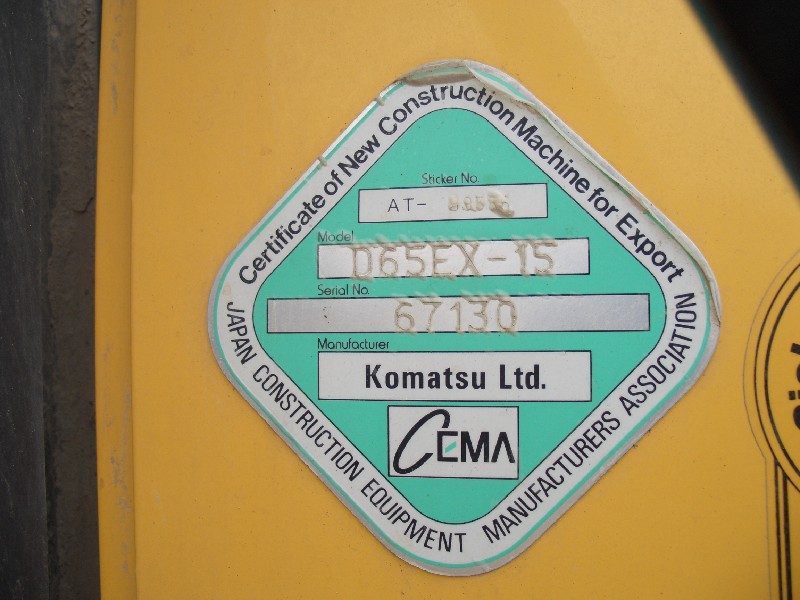 Certificate of New Construction Machine for Export
Sticker No.
AT-
Model
D65EX-15
Serial No.
67130
Manufacturer
Komatsu Ltd.
CEMA
JAPAN CONSTRUCTION EQUIPMENT MANUFACTURERS ASSOCIATION